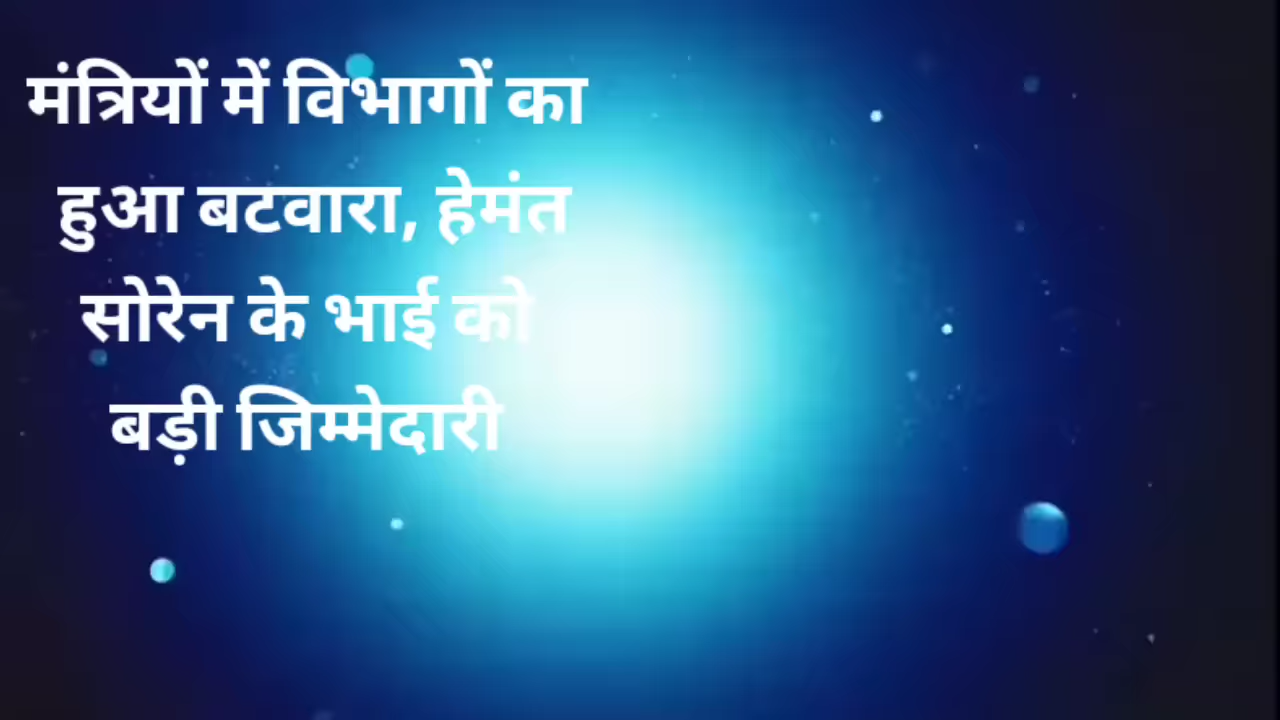 मंत्रियों में विभागों का
हुआ बटवारा, हेमंत
सोरेन के भाई को
बड़ी जिम्मेदारी